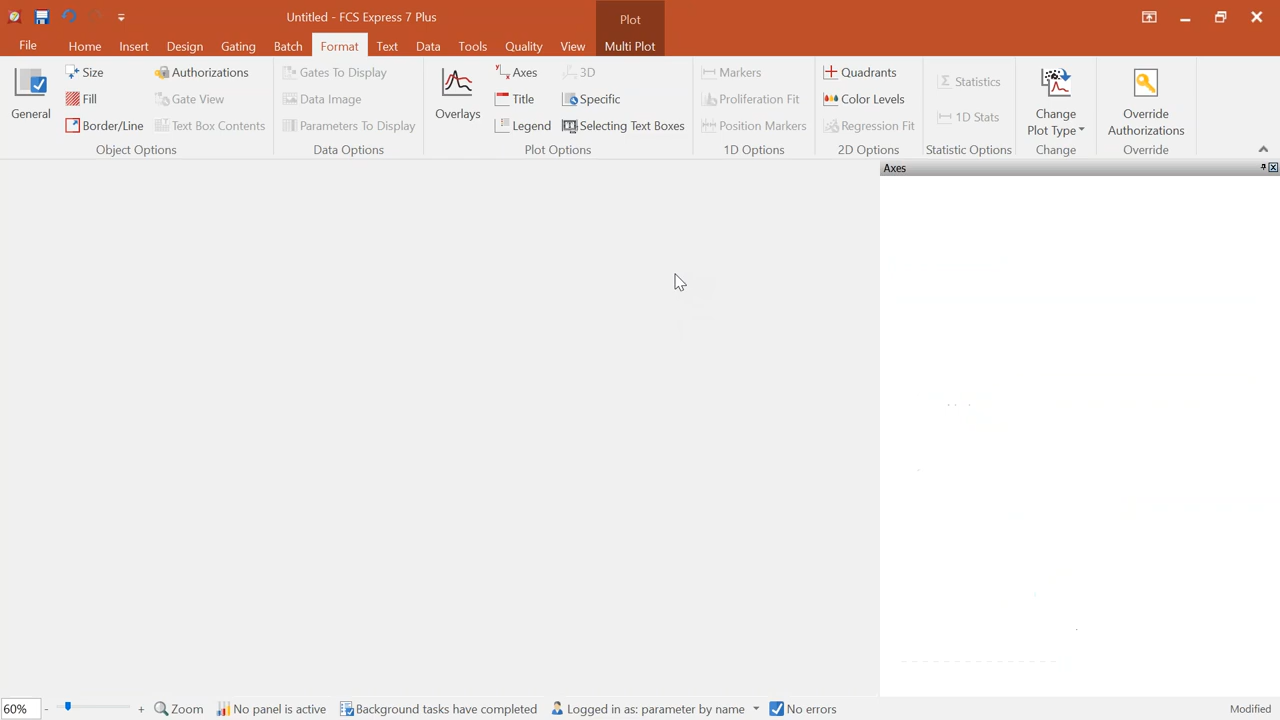 Untitled - FCS Express 7 Plus
Plot
File Home Insert Design Gating Batch Format Text Data Tools Quality View Multi Plot
General
Size
Fill
Border/Line
Authorizations
Gate View
Text Box Contents
Object Options
Gates To Display
Data Image
Parameters To Display
Data Options
Overlays
Axes
Title
Legend
3D
Specific
Selecting Text Boxes
Plot Options
Markers
Proliferation Fit
Position Markers
1D Options
Quadrants
Color Levels
Regression Fit
2D Options
Statistics
1D Stats
Statistic Options
Change
Plot Type
Change
Override
Authorizations
Override
Axes
60% - + Zoom No panel is active Background tasks have completed Logged in as: parameter by name No errors Modified